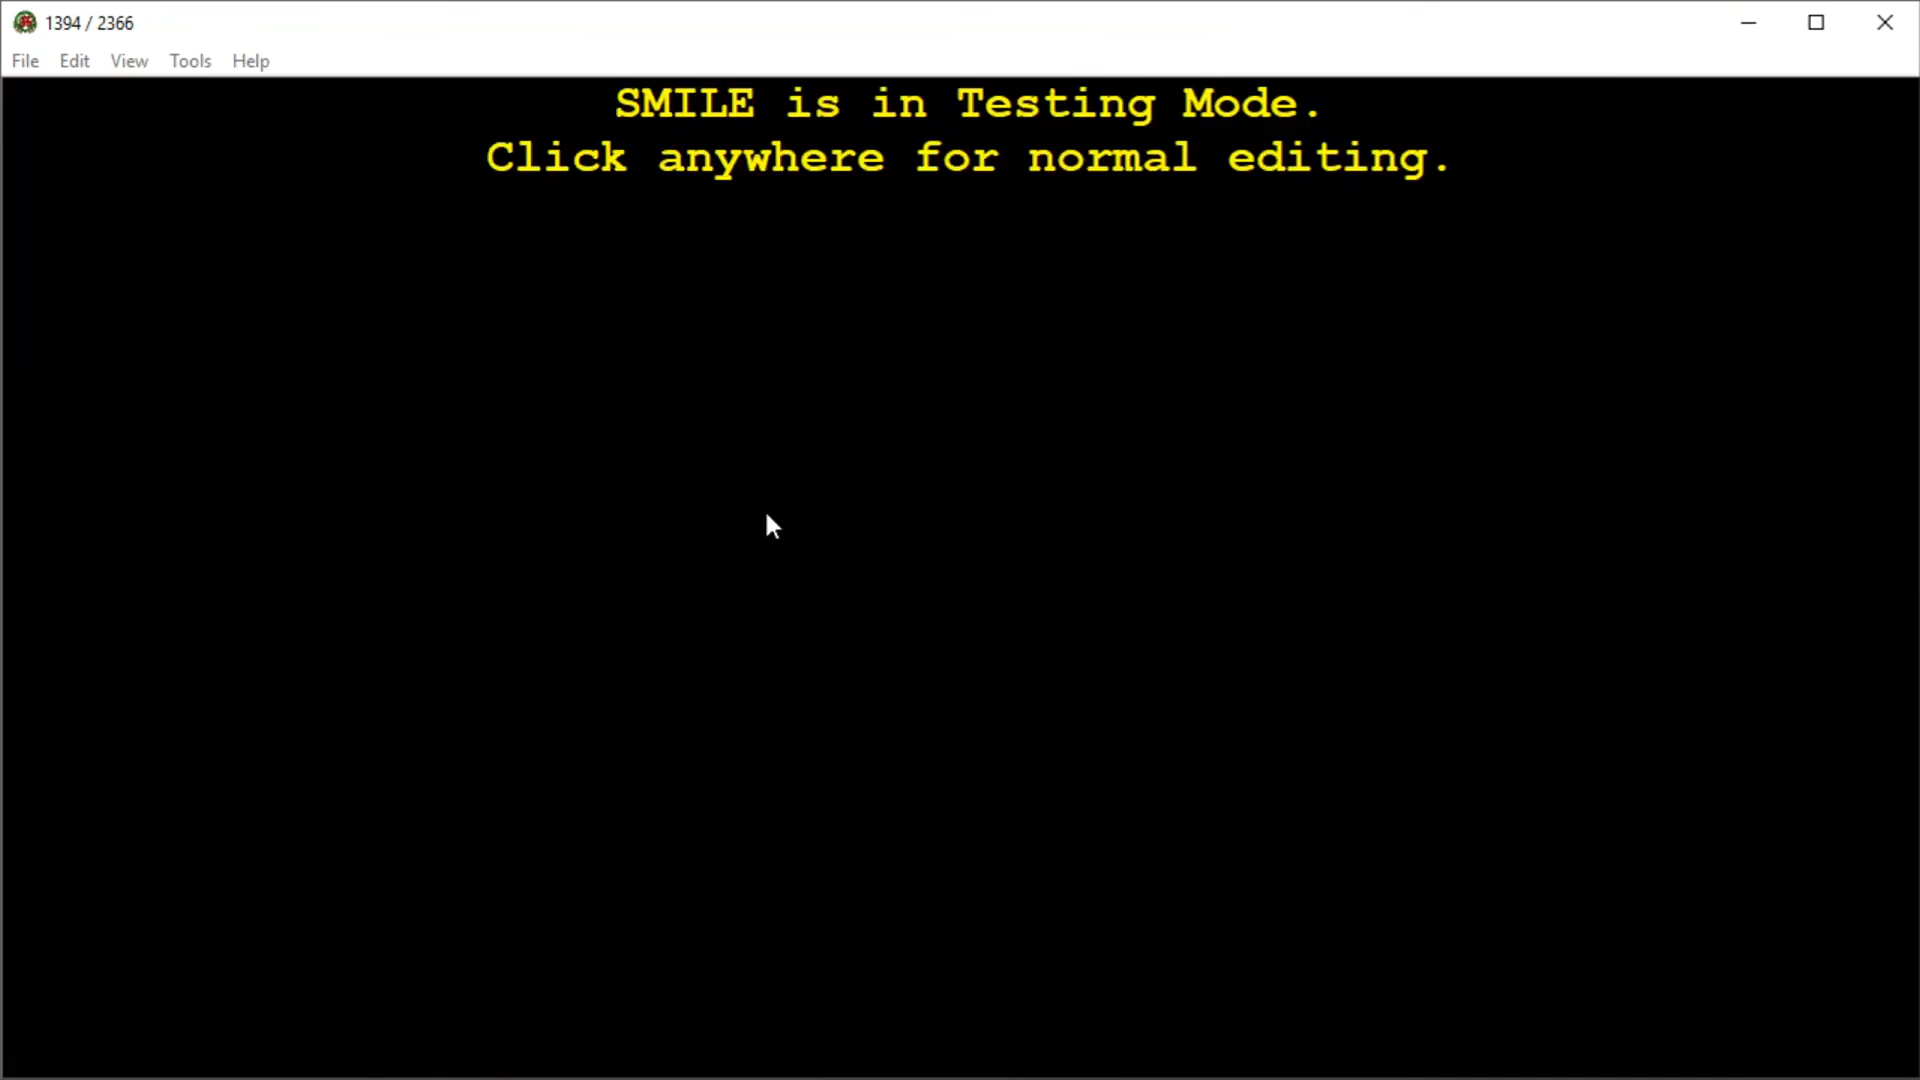 1394 / 2366
File Edit View Tools Help
SMILE is in Testing Mode.
Click anywhere for normal editing.